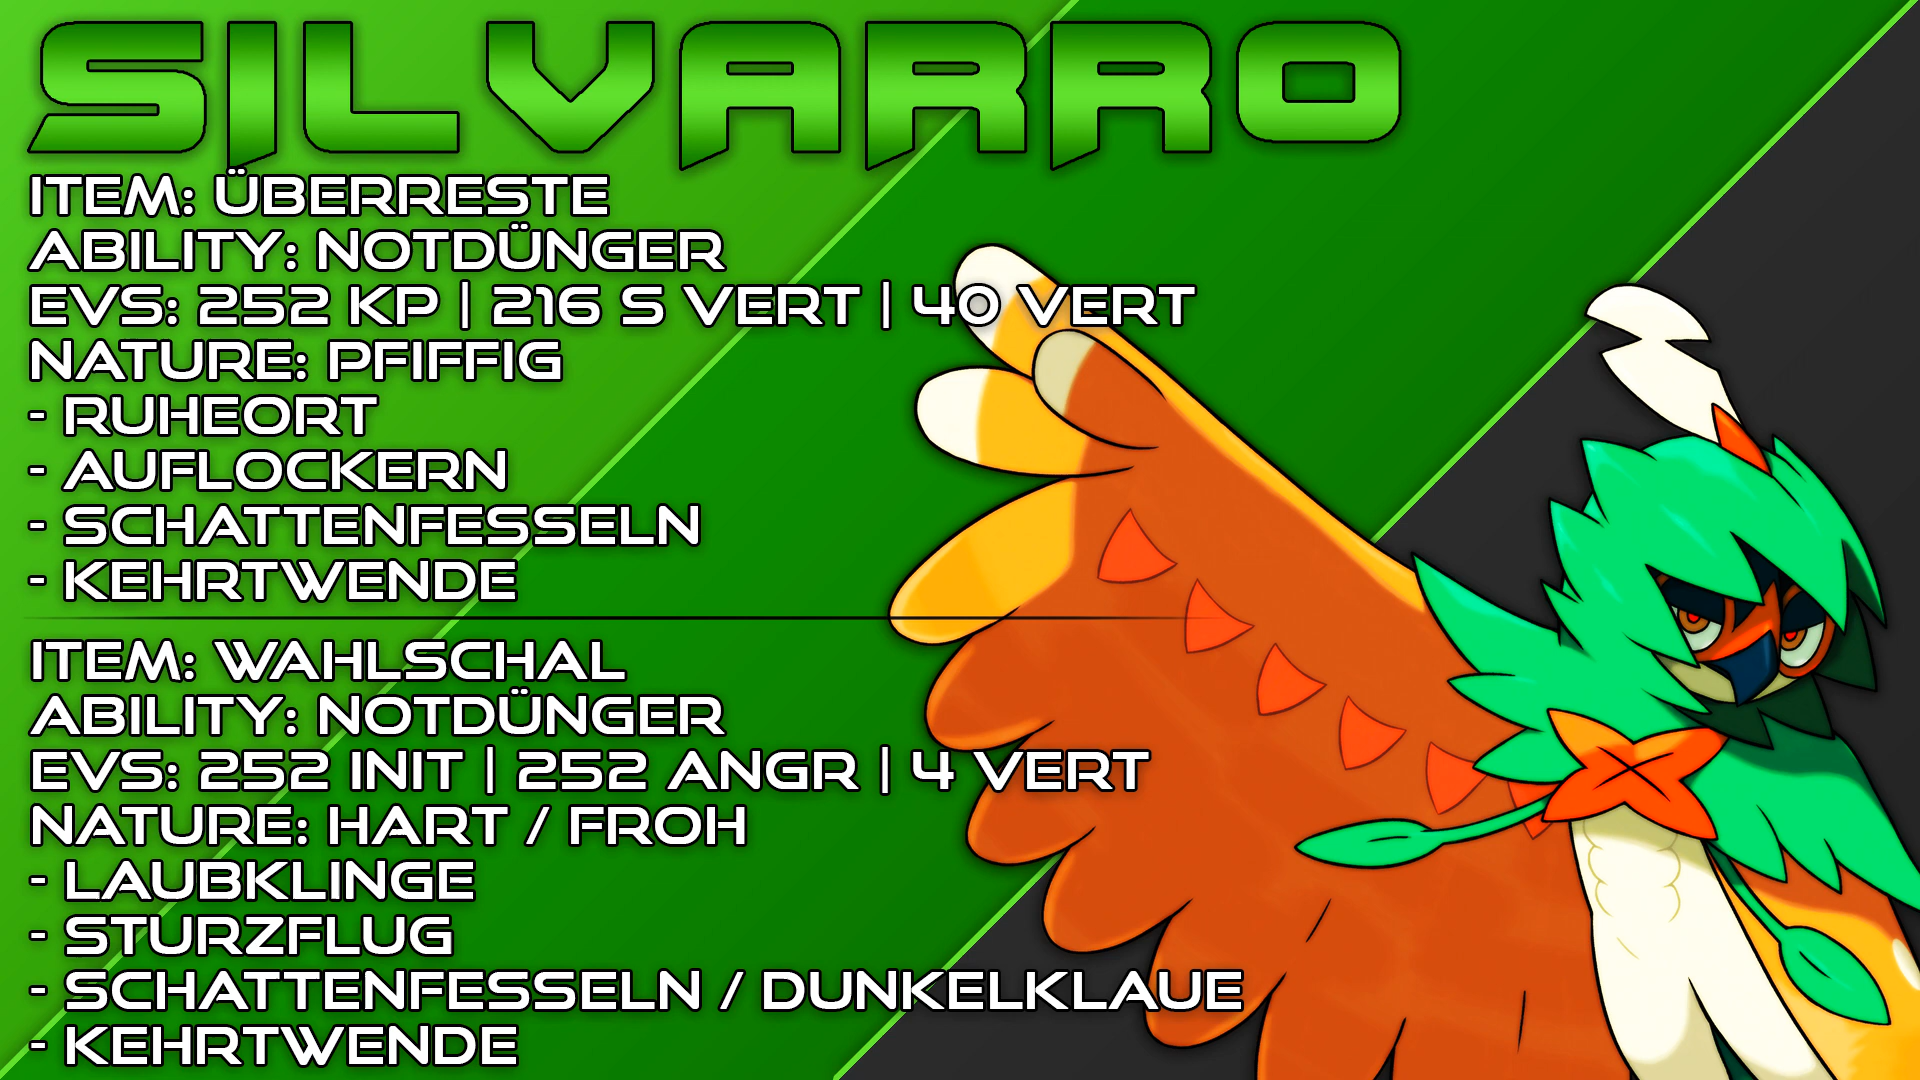 SILVARRO
ITEM: ÜBERRESTE
ABILITY: NOTDÜNGER
EVS: 252 KP | 216 S VERT | 40 VERT
NATURE: PFIFFIG
- RUHEORT
- AUFLOCKERN
- SCHATTENFESSELN
- KEHRTWENDE
ITEM: WAHLSCHAL
ABILITY: NOTDÜNGER
EVS: 252 INIT | 252 ANGR | 4 VERT
NATURE: HART / FROH
- LAUBKLINGE
- STURZFLUG
- SCHATTENFESSELN / DUNKELKLAUE
- KEHRTWENDE